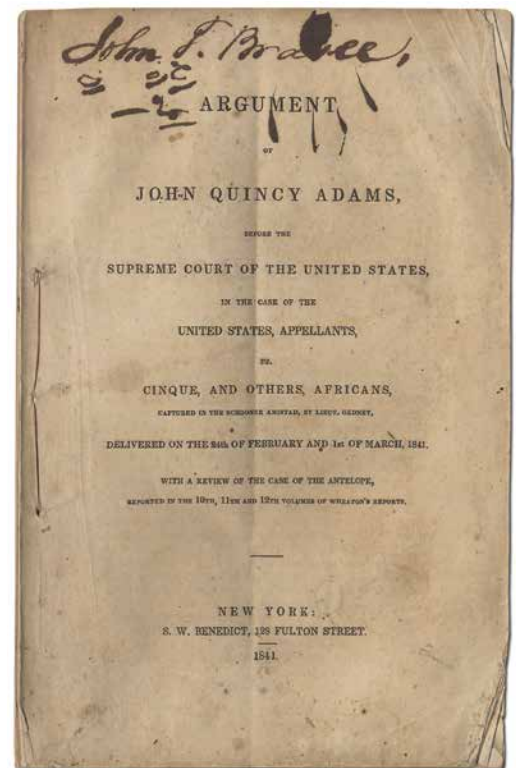 John T.
ARGUMENT
OF
JOHN QUINCY ADAMS,
BEFORE THE
SUPREME COURT OF THE UNITED STATES,
IN THE CASE OF THE
UNITED STATES, APPELLANTS,
VS.
CINQUE, AND OTHERS, AFRICANS,
CAPTURED IN THE SCHOONER AMISTAD, BY LIEUT. GEDNEY,
DELIVERED ON THE 24th OF FEBRUARY AND 1st OF MARCH, 1841.
WITH A REVIEW OF THE CASE OF THE ANTELOPE,
REPORTED IN THE 10TH, 11TH AND 12TH VOLUMES OF WHEATON'S REPORTS.
NEW YORK:
S. W. BENEDICT, 128 FULTON STREET.
1841.